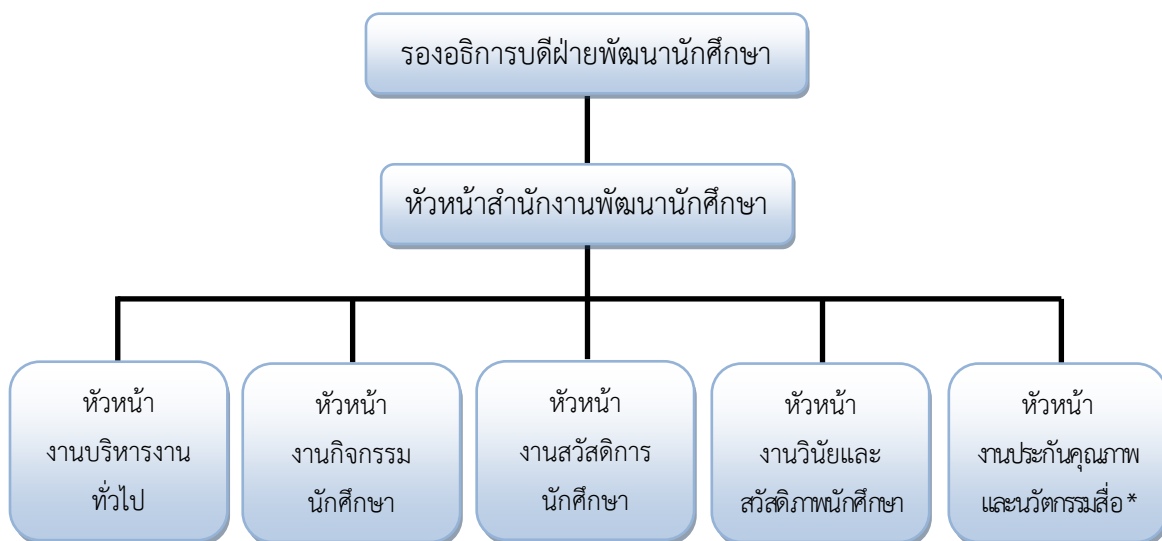 รองอธิการบดีฝ่ายพัฒนานักศึกษา
หัวหน้าสำนักงานพัฒนานักศึกษา
หัวหน้า
งานบริหารงาน
ทั่วไป
หัวหน้า
งานกิจกรรม
นักศึกษา
หัวหน้า
งานสวัสดิการ
นักศึกษา
หัวหน้า
งานวินัยและ
สวัสดิภาพนักศึกษา
หัวหน้า
งานประกันคุณภาพ
และนวัตกรรมสื่อ *